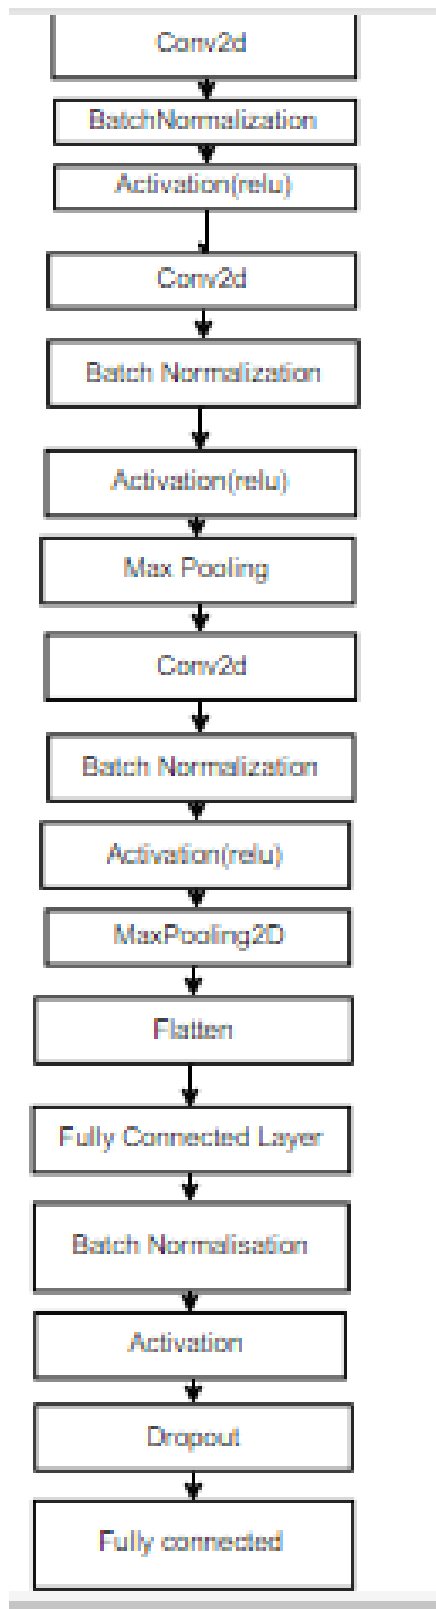 Conv2d
BatchNormalization
Activation(relu)
Conv2d
Batch Normalization
Activation(relu)
Max Pooling
Conv2d
Batch Normalization
Activation(relu)
MaxPooling2D
Flatten
Fully Connected Layer
Batch Normalisation
Activation
Dropout
Fully connected